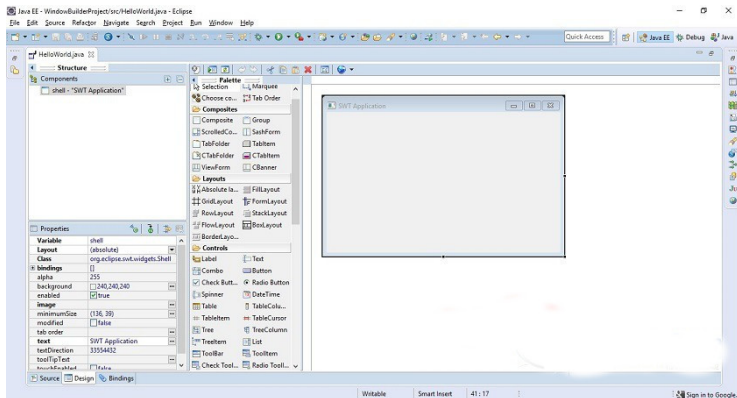 Java EE - WindowBuilderProject/src/HelloWorld.java - Eclipse
File Edit Source Refactor Navigate Search Project Run Window Help
Quick Access Java EE Debug Java
HelloWorld.java
Structure
Components
shell - "SWT Application"
Palette
Selection Marquee
Choose co... Tab Order
Composites
Composite Group
ScrolledCo... SashForm
TabFolder TabItem
CTabFolder CTabItem
ViewForm CBanner
Layouts
Absolute la... FillLayout
GridLayout FormLayout
RowLayout StackLayout
FlowLayout BoxLayout
BorderLayo...
Controls
Label Text
Combo Button
Check Butt... Radio Button
Spinner DateTime
Table TableColu...
TableItem TableCursor
Tree TreeColumn
TreeItem List
ToolBar ToolItem
Check Tool... Radio Tooll...
SWT Application
Properties
Variable shell
Layout (absolute)
Class org.eclipse.swt.widgets.Shell
bindings []
alpha 255
background 240,240,240
enabled true
image
minimumSize (136, 39)
modified false
tab order
text SWT Application
textDirection 33554432
toolTipText
touchEnabled false
Source Design Bindings
Writable Smart Insert 41 : 17 Sign in to Google...